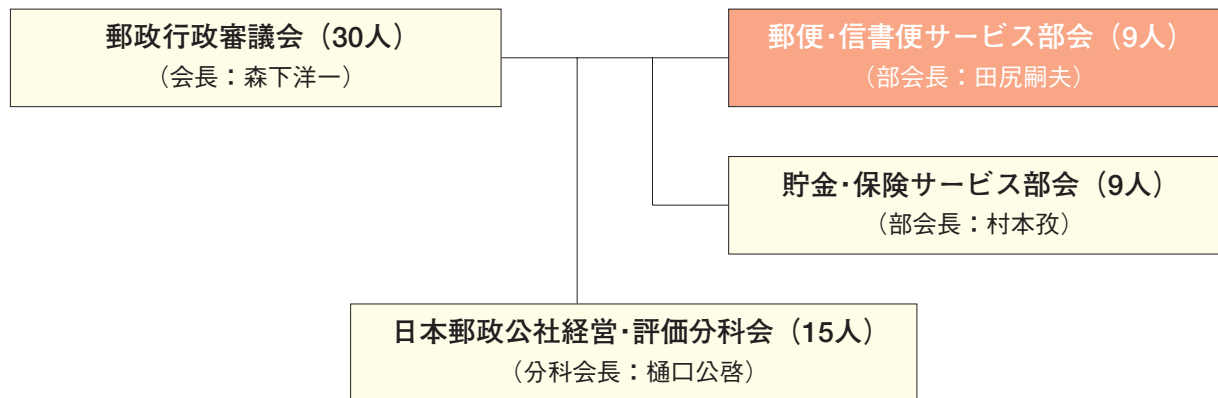 郵政行政審議会（30人）
（会長：森下洋一）
郵便･信書便サービス部会（9人）
（部会長：田尻嗣夫）
貯金･保険サービス部会（9人）
（部会長：村本孜）
日本郵政公社経営･評価分科会（15人）
（分科会長：樋口公啓）